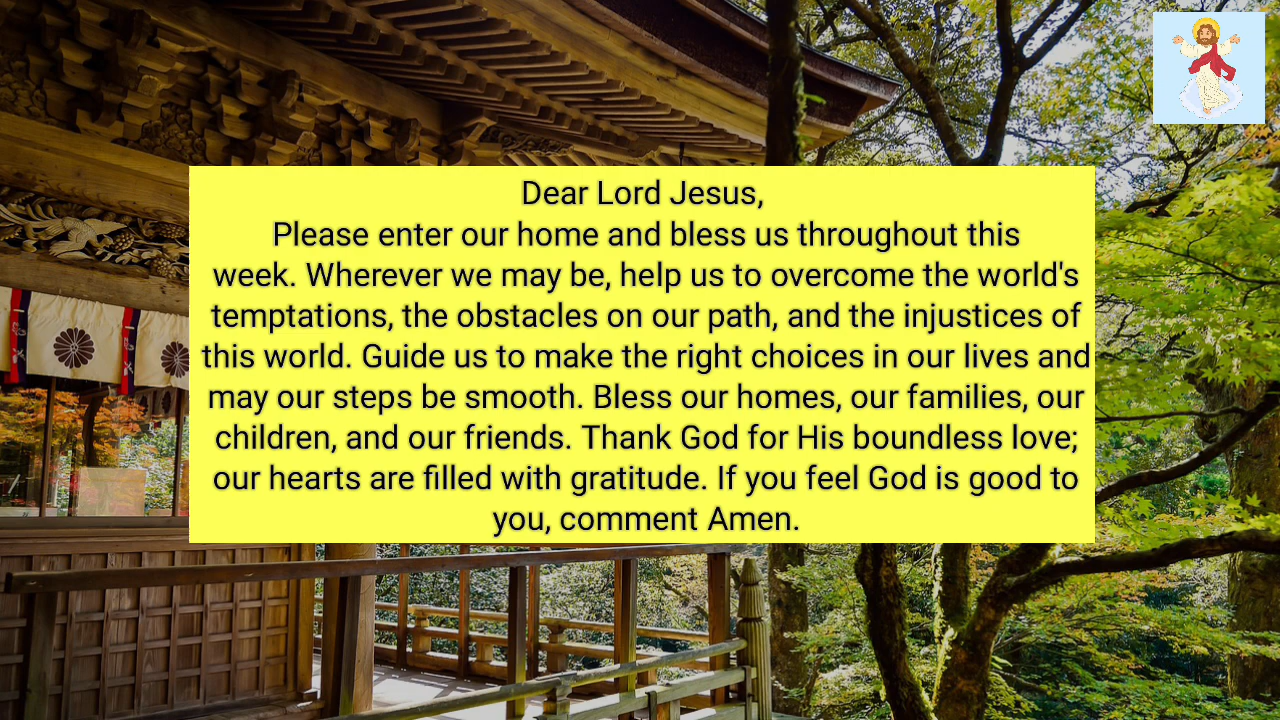 Dear Lord Jesus,
Please enter our home and bless us throughout this
week. Wherever we may be, help us to overcome the world's
temptations, the obstacles on our path, and the injustices of
this world. Guide us to make the right choices in our lives and
may our steps be smooth. Bless our homes, our families, our
children, and our friends. Thank God for His boundless love;
our hearts are filled with gratitude. If you feel God is good to
you, comment Amen.